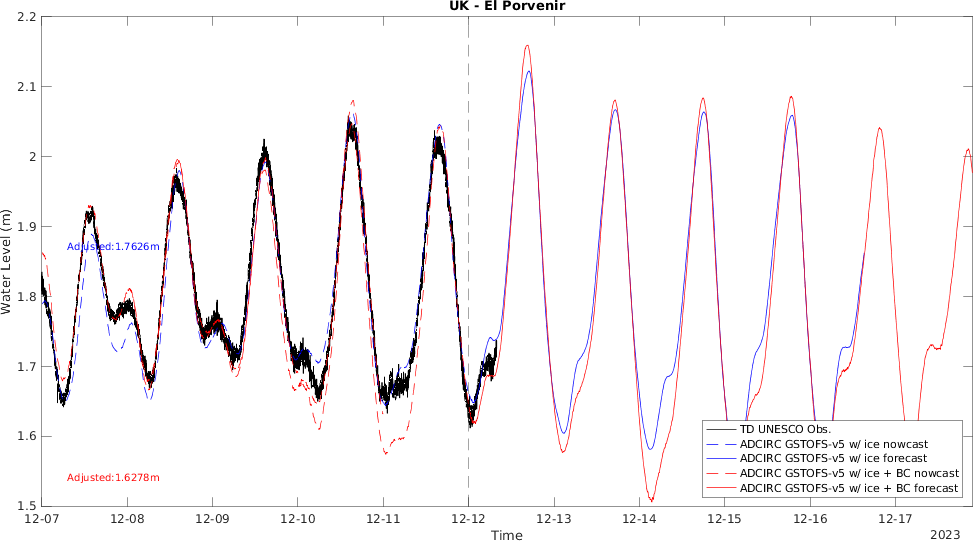 UK - El Porvenir
2.2
2.1
2
1.9
1.8
1.7
1.6
1.5
Water Level (m)
Adjusted:1.7626m
Adjusted:1.6278m
TD UNESCO Obs.
ADCIRC GSTOFS-v5 w/ ice nowcast
ADCIRC GSTOFS-v5 w/ ice forecast
ADCIRC GSTOFS-v5 w/ ice + BC nowcast
ADCIRC GSTOFS-v5 w/ ice + BC forecast
12-07 12-08 12-09 12-10 12-11 12-12 12-13 12-14 12-15 12-16 12-17
Time
2023